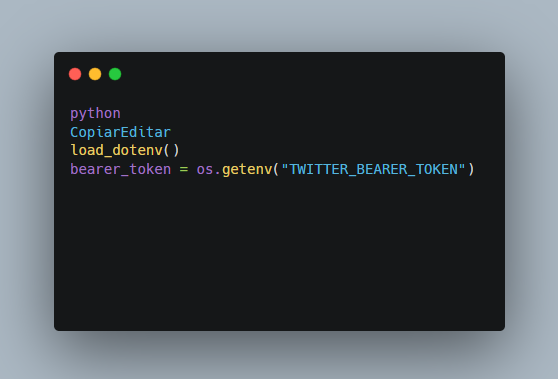 python
CopiarEditar
load_dotenv()
bearer_token = os.getenv("TWITTER_BEARER_TOKEN")